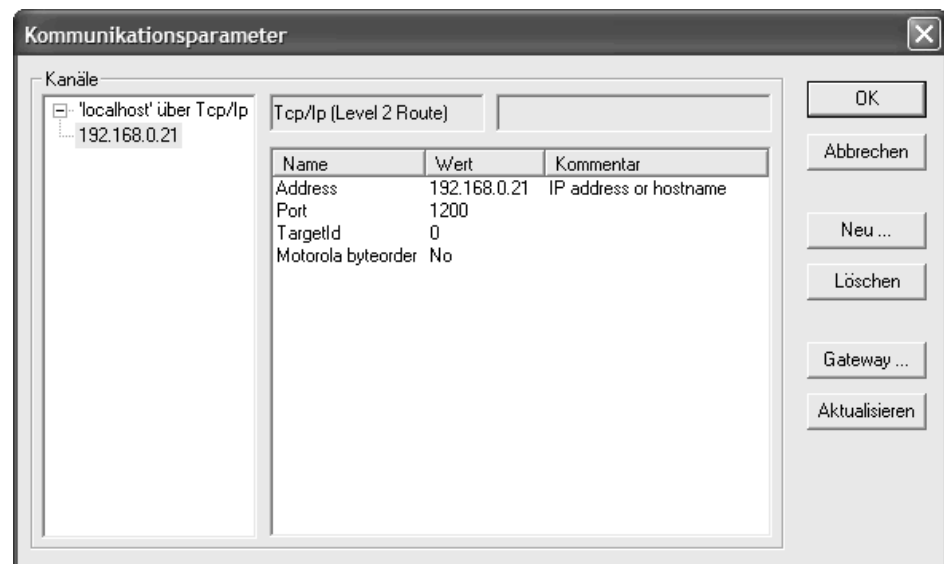 Kommunikationsparameter
Kanäle
'localhost' über Tcp/Ip
192.168.0.21
Tcp/Ip (Level 2 Route)
Name Wert Kommentar
Address 192.168.0.21 IP address or hostname
Port 1200
TargetId 0
Motorola byteorder No
OK
Abbrechen
Neu ...
Löschen
Gateway ...
Aktualisieren